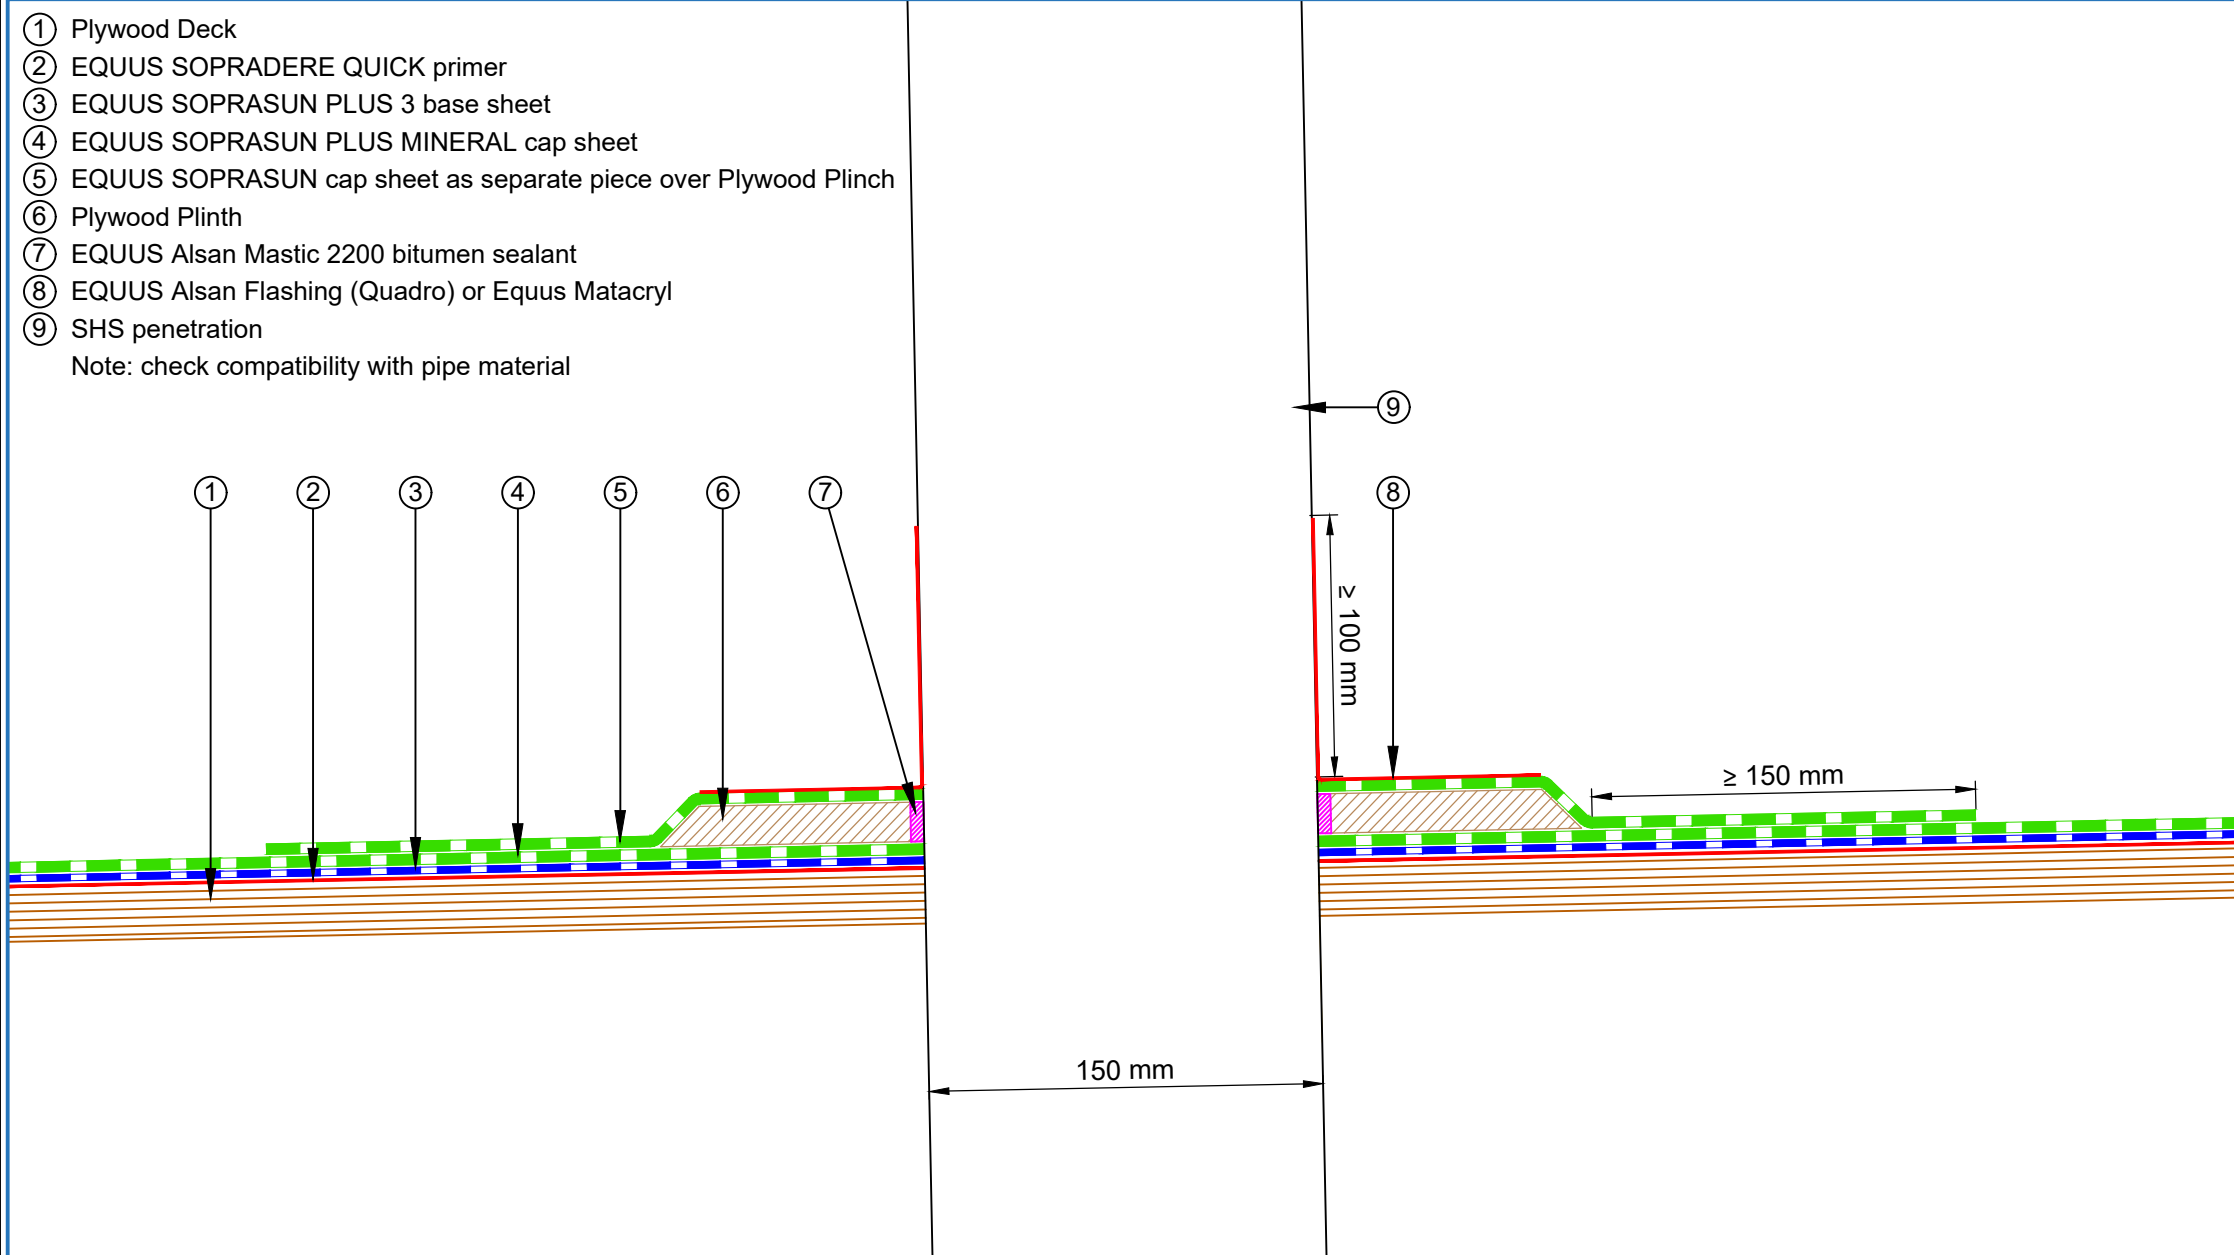 ① Plywood Deck
② EQUUS SOPRADERE QUICK primer
③ EQUUS SOPRASUN PLUS 3 base sheet
④ EQUUS SOPRASUN PLUS MINERAL cap sheet
⑤ EQUUS SOPRASUN cap sheet as separate piece over Plywood Plinch
⑥ Plywood Plinth
⑦ EQUUS Alsan Mastic 2200 bitumen sealant
⑧ EQUUS Alsan Flashing (Quadro) or Equus Matacryl
⑨ SHS penetration
Note: check compatibility with pipe material
⑨
① ② ③ ④ ⑤ ⑥ ⑦ ⑧
≥ 100 mm
≥ 150 mm
150 mm